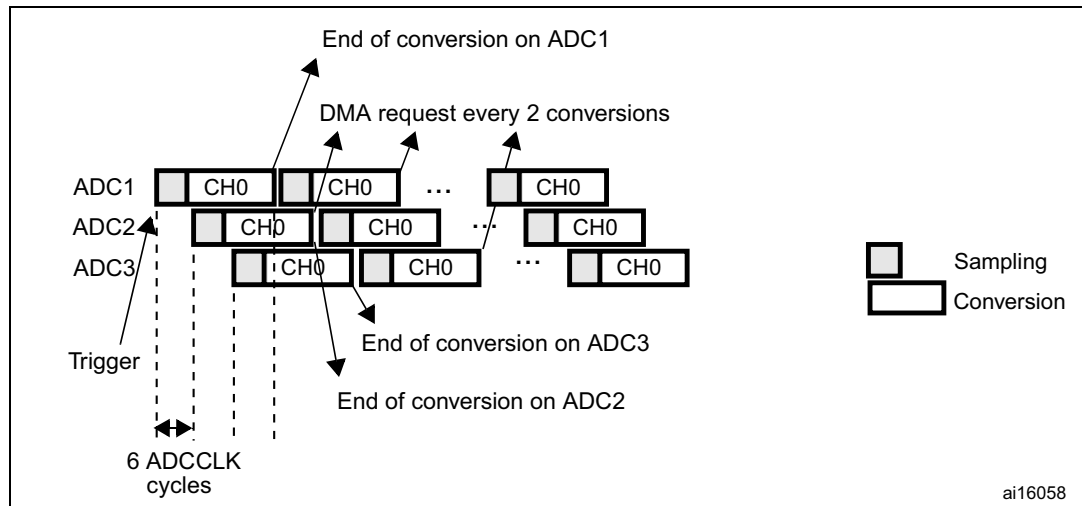 End of conversion on ADC1
DMA request every 2 conversions
ADC1 CH0 CH0 ... CH0
ADC2 CH0 CH0 ... CH0
ADC3 CH0 CH0 ... CH0
Sampling
Conversion
Trigger
End of conversion on ADC3
End of conversion on ADC2
6 ADCCLK
cycles
ai16058